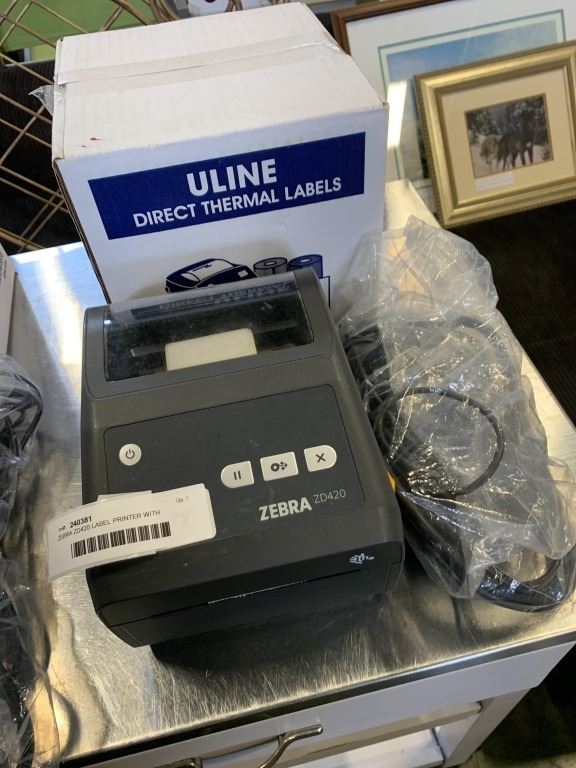 ULINE
DIRECT THERMAL LABELS
ZEBRA ZD420
Qty: 1
240381
ZEBRA ZD420 LABEL PRINTER WITH